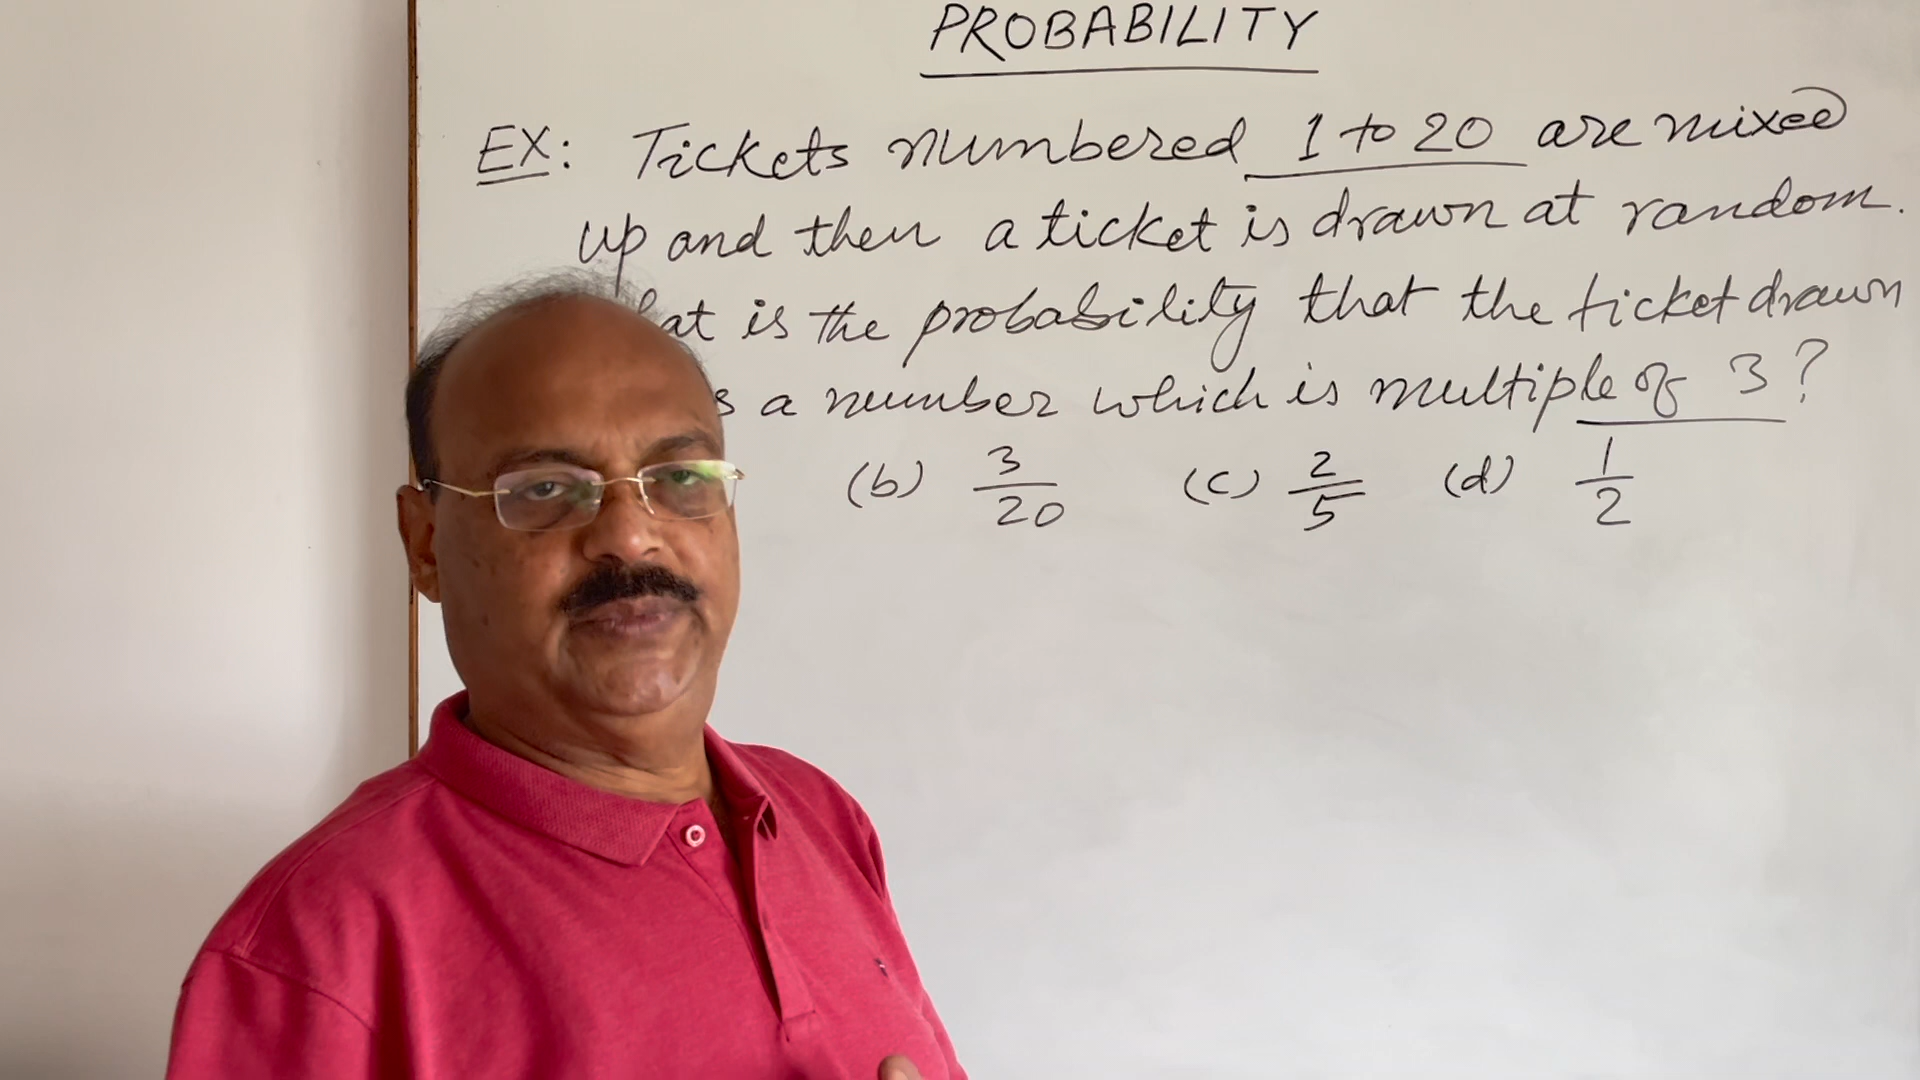 PROBABILITY
EX: Tickets numbered 1 to 20 are mixed
up and then a ticket is drawn at random.
at is the probability that the ticket drawn
s a number which is multiple of 3?
(b) 3/20 (c) 2/5 (d) 1/2